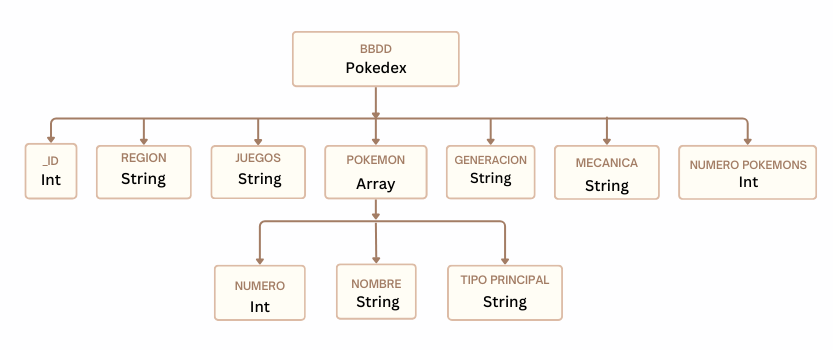 BBDD
Pokedex
_ID
Int
REGION
String
JUEGOS
String
POKEMON
Array
GENERACION
String
MECANICA
String
NUMERO POKEMONS
Int
NUMERO
Int
NOMBRE
String
TIPO PRINCIPAL
String